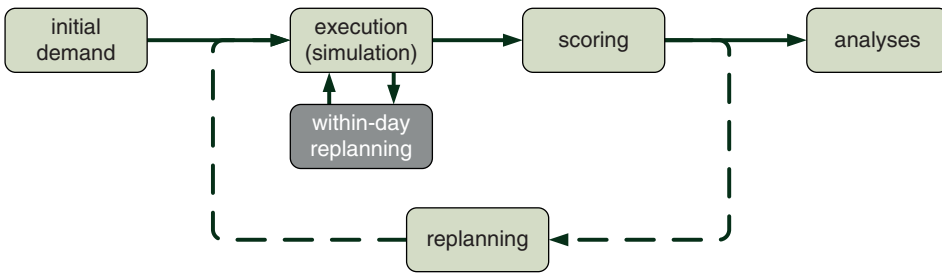 initial
demand
execution
(simulation)
scoring
analyses
within-day
replanning
replanning